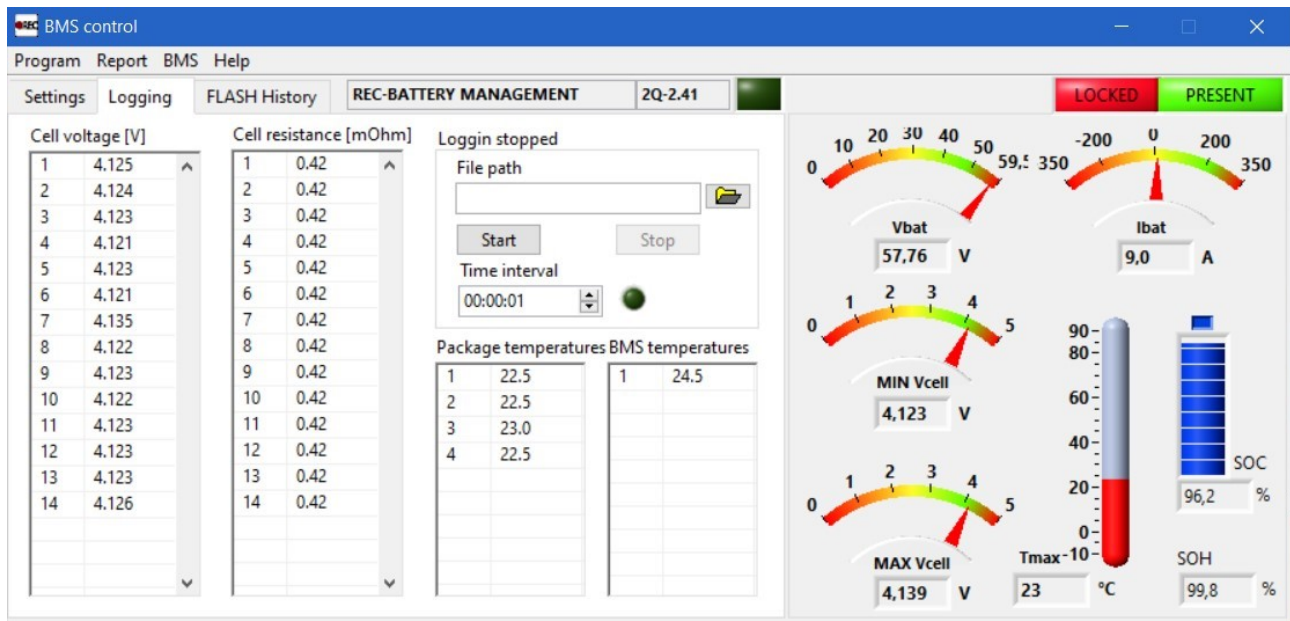 REC BMS control
Program Report BMS Help
Settings Logging FLASH History REC-BATTERY MANAGEMENT 2Q-2.41 LOCKED PRESENT
Cell voltage [V]
1 4.125
2 4.124
3 4.123
4 4.121
5 4.123
6 4.121
7 4.135
8 4.122
9 4.123
10 4.122
11 4.123
12 4.123
13 4.123
14 4.126
Cell resistance [mOhm]
1 0.42
2 0.42
3 0.42
4 0.42
5 0.42
6 0.42
7 0.42
8 0.42
9 0.42
10 0.42
11 0.42
12 0.42
13 0.42
14 0.42
Loggin stopped
File path
Start Stop
Time interval
00:00:01
Package temperatures
1 22.5
2 22.5
3 23.0
4 22.5
BMS temperatures
1 24.5
0 10 20 30 40 50 59,5
Vbat
57,76 V
350 -200 0 200 350
Ibat
9,0 A
0 1 2 3 4 5
MIN Vcell
4,123 V
0 1 2 3 4 5
MAX Vcell
4,139 V
90
80
60
40
20
0
-10
Tmax
23 °C
SOC
96,2 %
SOH
99,8 %